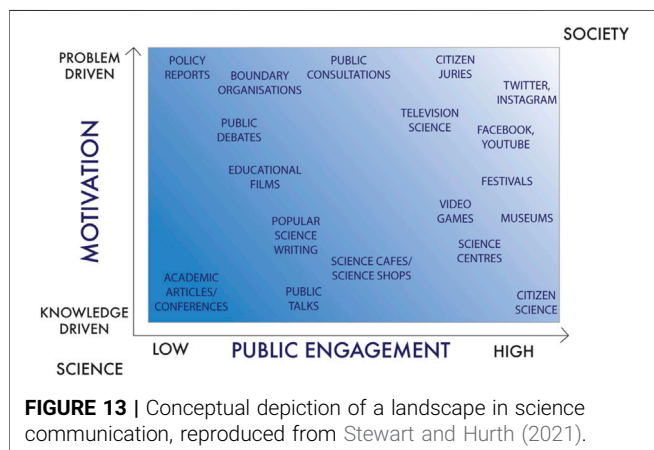 SOCIETY
PROBLEM
DRIVEN
POLICY
REPORTS
BOUNDARY
ORGANISATIONS
PUBLIC
CONSULTATIONS
CITIZEN
JURIES
TWITTER,
INSTAGRAM
PUBLIC
DEBATES
TELEVISION
SCIENCE
FACEBOOK,
YOUTUBE
EDUCATIONAL
FILMS
FESTIVALS
MOTIVATION
POPULAR
SCIENCE
WRITING
VIDEO
GAMES
MUSEUMS
SCIENCE CAFES/
SCIENCE SHOPS
SCIENCE
CENTRES
ACADEMIC
ARTICLES/
CONFERENCES
PUBLIC
TALKS
CITIZEN
SCIENCE
KNOWLEDGE
DRIVEN
LOW
PUBLIC ENGAGEMENT
HIGH
SCIENCE
FIGURE 13 | Conceptual depiction of a landscape in science
communication, reproduced from Stewart and Hurth (2021).